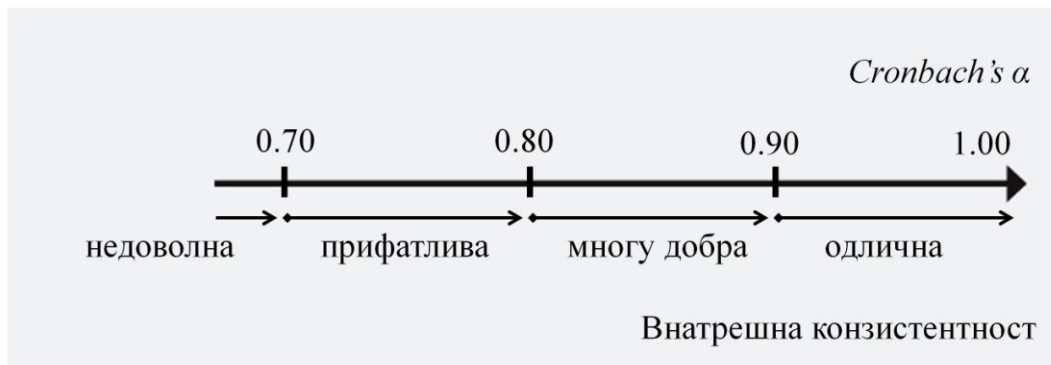 Cronbach’s α
0.70 0.80 0.90 1.00
недоволна прифатлива многу добра одлична
Внатрешна конзистентност